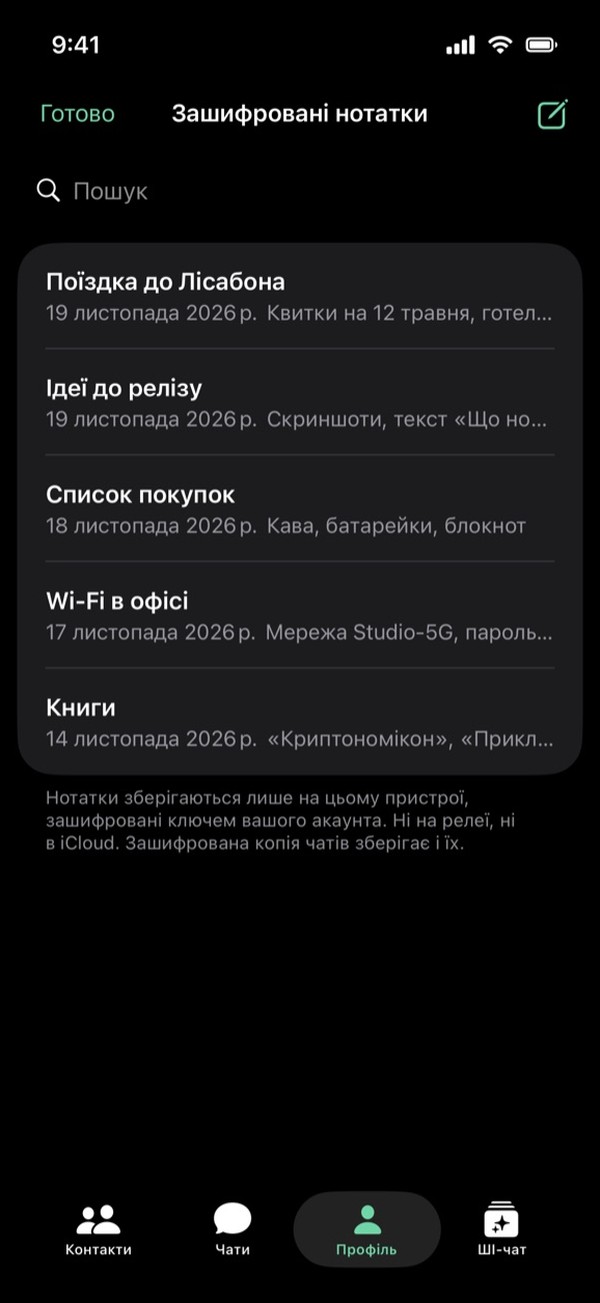 9:41
Готово
Зашифровані нотатки
Пошук
Поїздка до Лісабона
19 листопада 2026 р. Квитки на 12 травня, готел...
Ідеї до релізу
19 листопада 2026 р. Скриншоти, текст «Що но...
Список покупок
18 листопада 2026 р. Кава, батарейки, блокнот
Wi-Fi в офісі
17 листопада 2026 р. Мережа Studio-5G, пароль...
Книги
14 листопада 2026 р. «Криптономікон», «Прикл...
Нотатки зберігаються лише на цьому пристрої,
зашифровані ключем вашого акаунта. Ні на релеї, ні
в iCloud. Зашифрована копія чатів зберігає і їх.
Контакти
Чати
Профіль
ШІ-чат